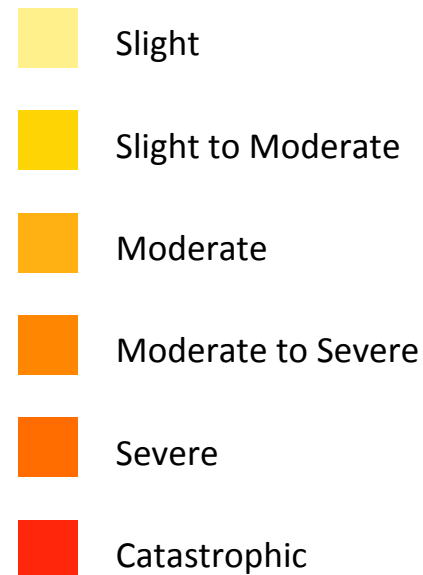 Slight
Slight to Moderate
Moderate
Moderate to Severe
Severe
Catastrophic